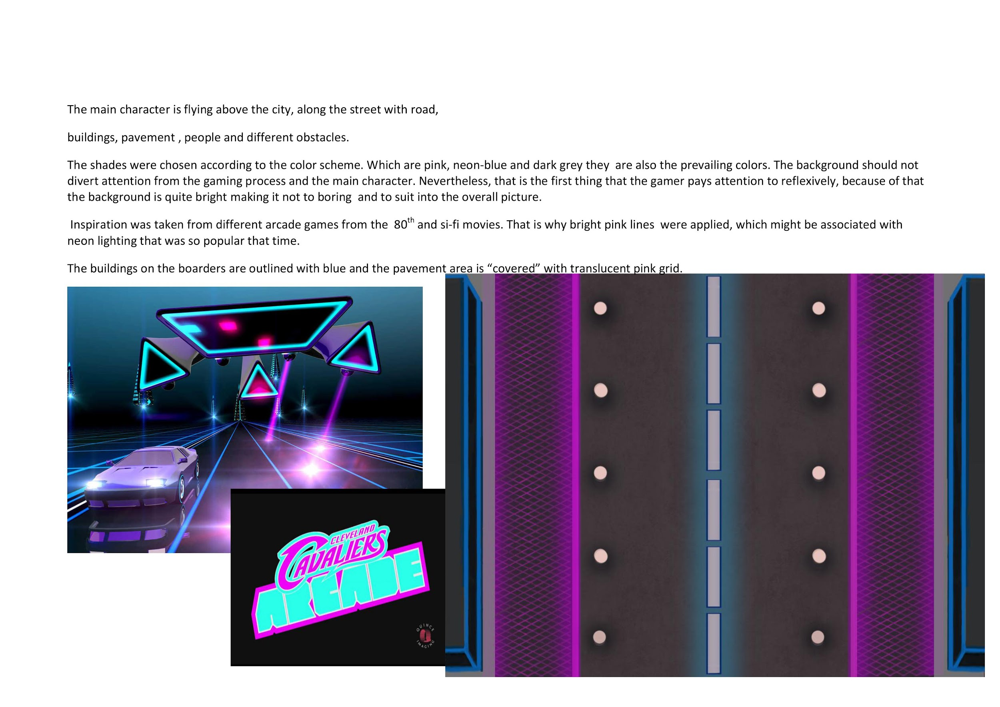 The main character is flying above the city, along the street with road,
buildings, pavement , people and different obstacles.
The shades were chosen according to the color scheme. Which are pink, neon-blue and dark grey they  are also the prevailing colors. The background should not
divert attention from the gaming process and the main character. Nevertheless, that is the first thing that the gamer pays attention to reflexively, because of that
the background is quite bright making it not to boring  and to suit into the overall picture.
Inspiration was taken from different arcade games from the  80th and si-fi movies. That is why bright pink lines  were applied, which might be associated with
neon lighting that was so popular that time.
The buildings on the boarders are outlined with blue and the pavement area is “covered” with translucent pink grid.
CLEVELAND
CAVALIERS
ARCADE
QUINCE
IMAGING